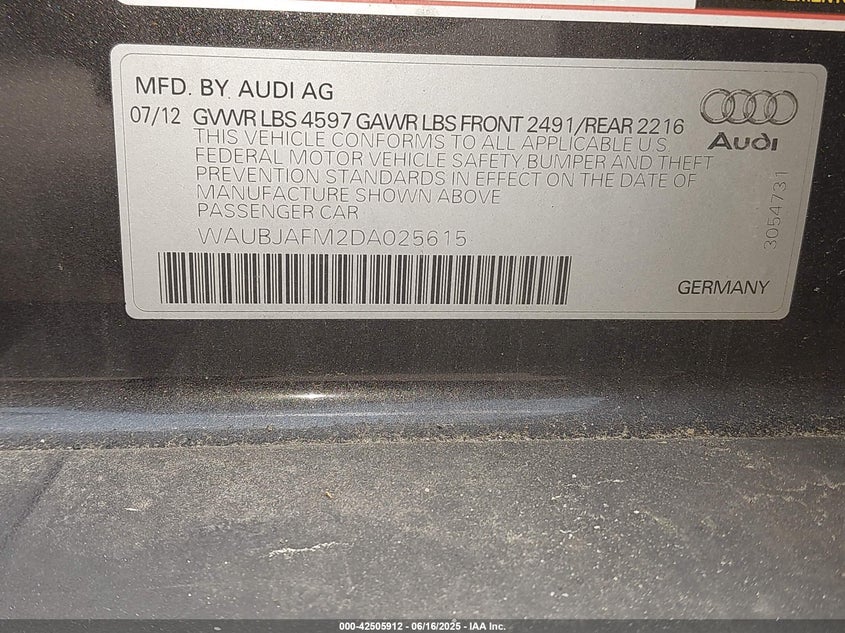 MFD. BY AUDI AG
07/12 GVWR LBS 4597 GAWR LBS FRONT 2491/REAR 2216
THIS VEHICLE CONFORMS TO ALL APPLICABLE U.S.
FEDERAL MOTOR VEHICLE SAFETY BUMPER AND THEFT
PREVENTION STANDARDS IN EFFECT ON THE DATE OF
MANUFACTURE SHOWN ABOVE
PASSENGER CAR
WAUBJAFM2DA025615
Audi
3054731
GERMANY
000-42505912 - 06/16/2025 - IAA Inc.